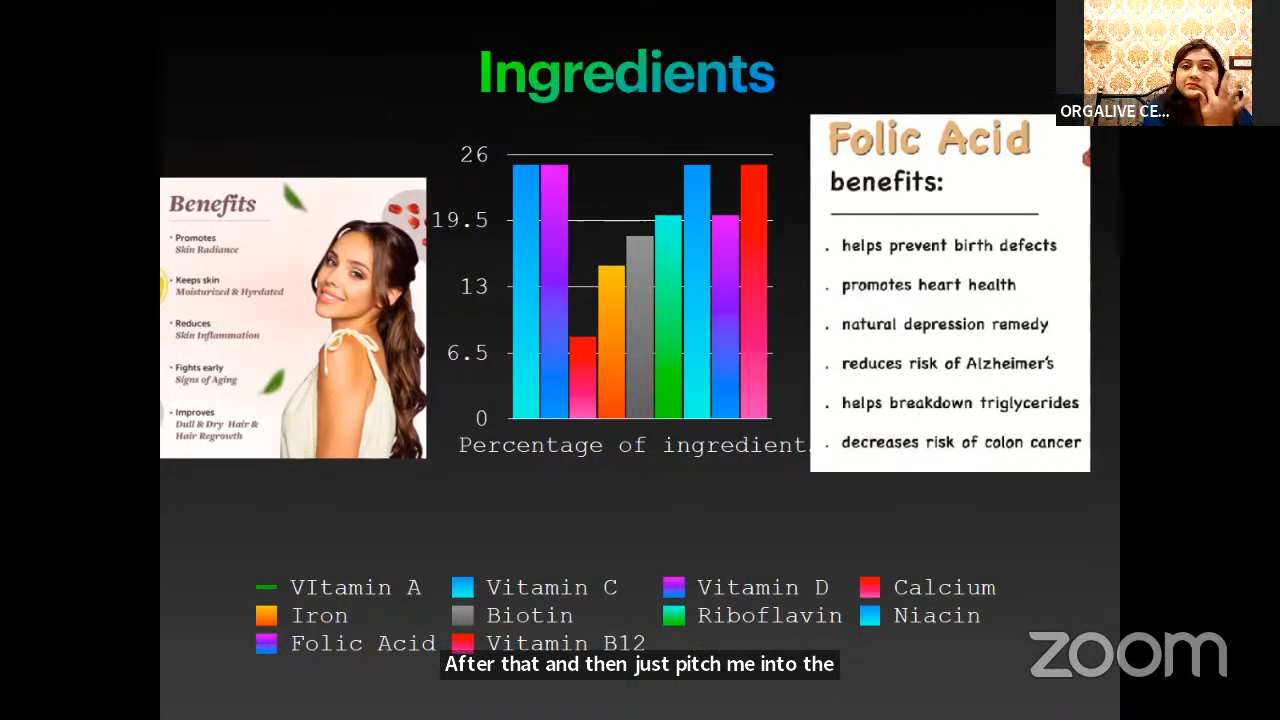 Ingredients
ORGALIVE CE...
Benefits
• Promotes
Skin Radiance
• Keeps skin
Moisturized & Hyrdated
• Reduces
Skin Inflammation
• Fights early
Signs of Aging
• Improves
Dull & Dry Hair &
Hair Regrowth
26
19.5
13
6.5
0
Percentage of ingredient.
Folic Acid
benefits:
. helps prevent birth defects
. promotes heart health
. natural depression remedy
. reduces risk of Alzheimer's
. helps breakdown triglycerides
. decreases risk of colon cancer
VItamin A Vitamin C Vitamin D Calcium
Iron Biotin Riboflavin Niacin
Folic Acid Vitamin B12
After that and then just pitch me into the
zoom